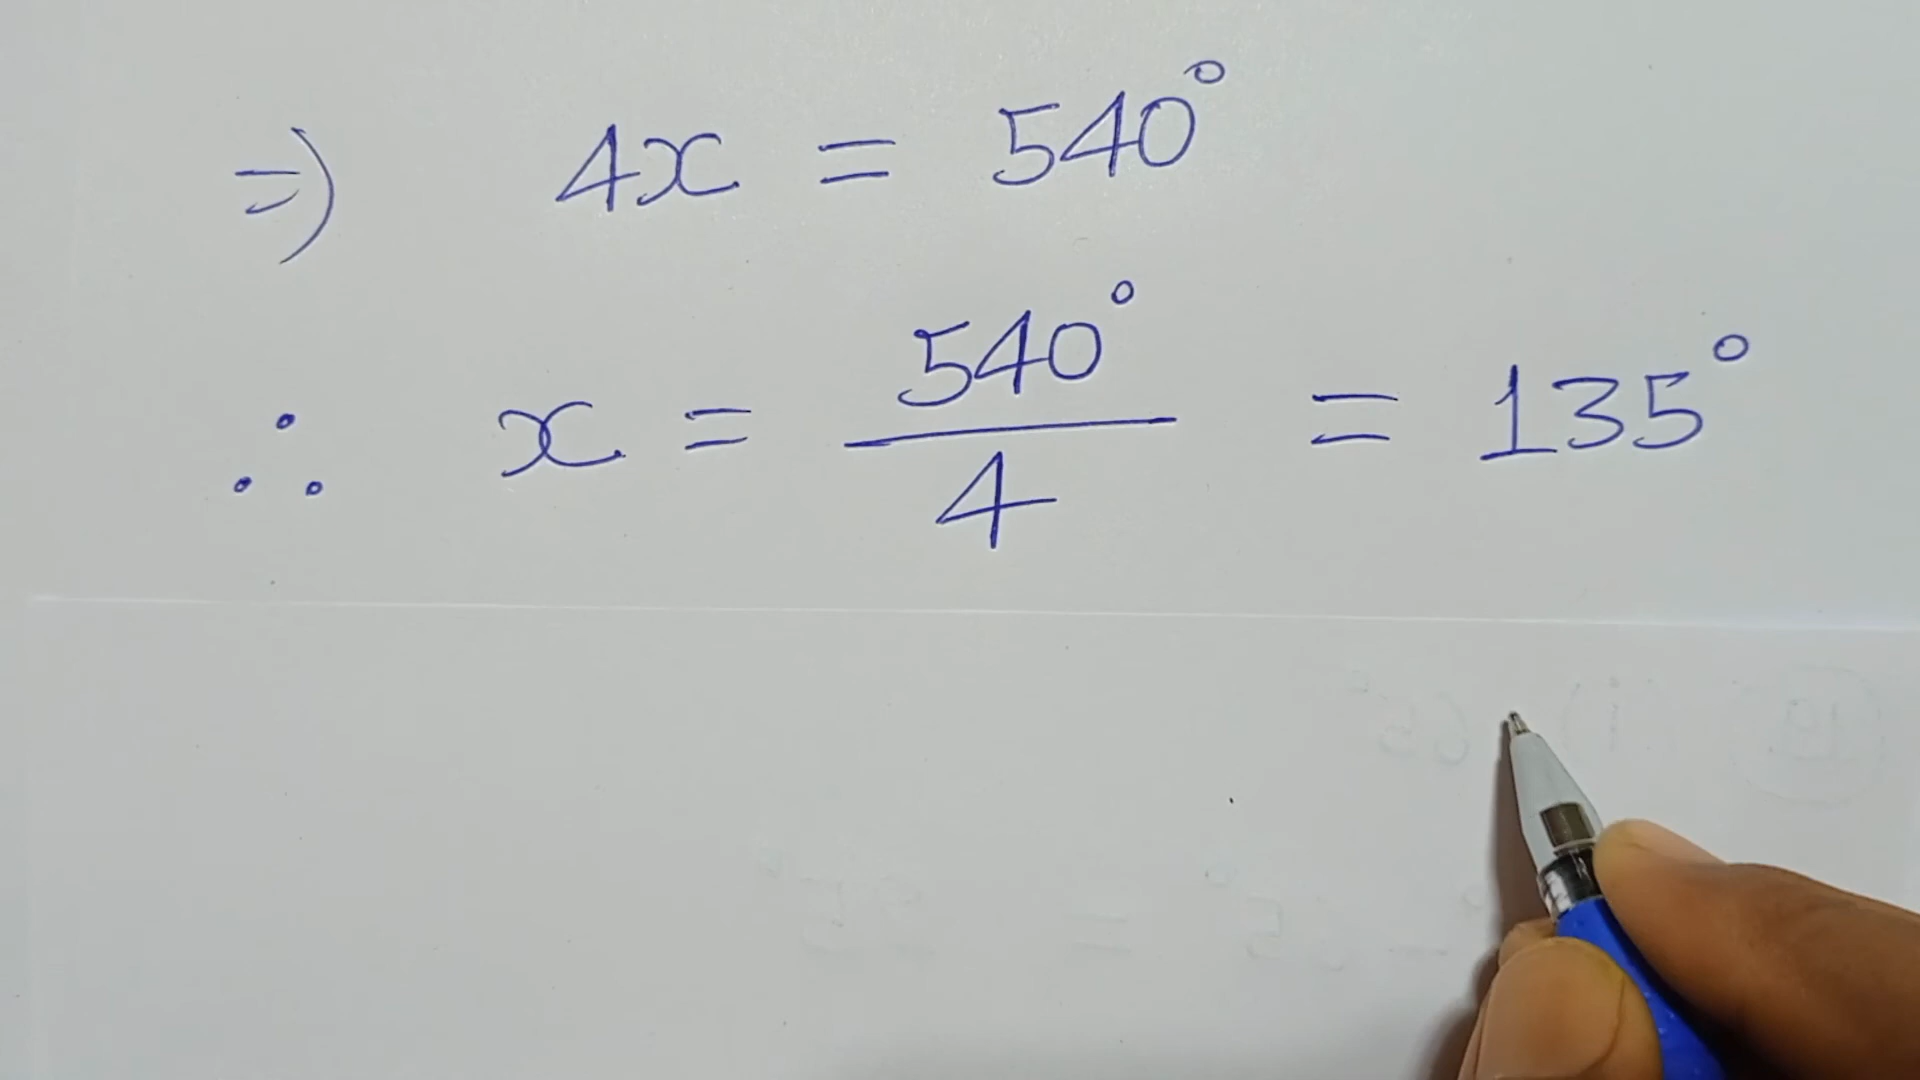 ⇒ 4x = 540°
∴ x = 540°/4 = 135°